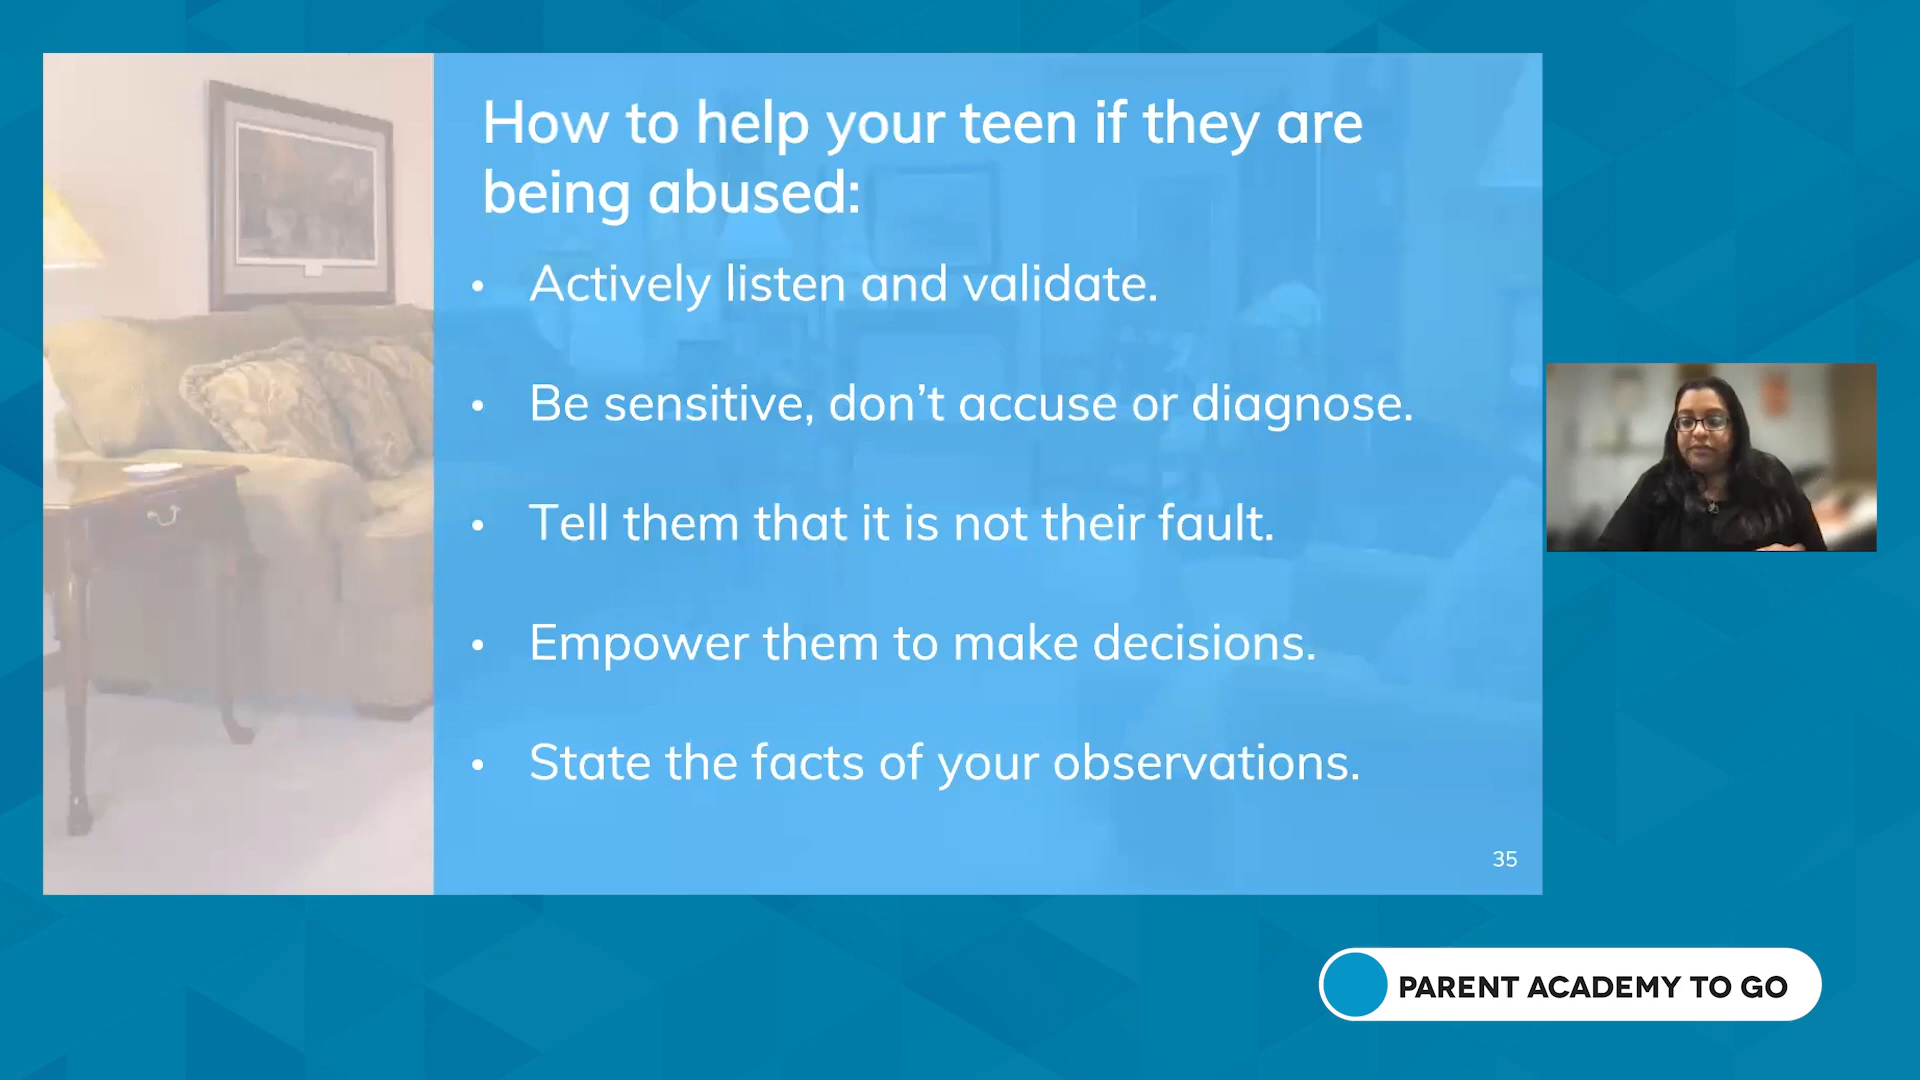 How to help your teen if they are
being abused:
• Actively listen and validate.
• Be sensitive, don’t accuse or diagnose.
• Tell them that it is not their fault.
• Empower them to make decisions.
• State the facts of your observations.
35
PARENT ACADEMY TO GO